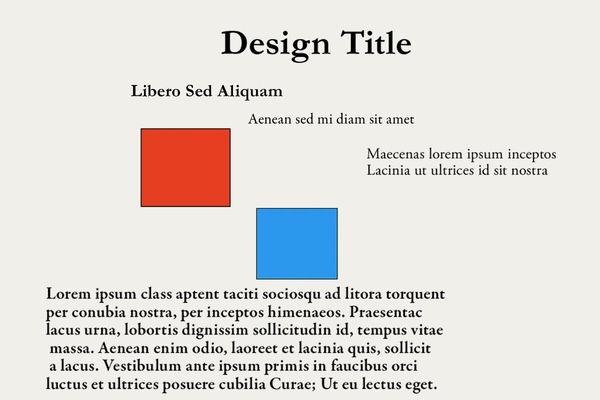 Design Title
Libero Sed Aliquam
Aenean sed mi diam sit amet
Maecenas lorem ipsum inceptos
Lacinia ut ultrices id sit nostra
Lorem ipsum class aptent taciti sociosqu ad litora torquent
per conubia nostra, per inceptos himenaeos. Praesentac
lacus urna, lobortis dignissim sollicitudin id, tempus vitae
massa. Aenean enim odio, laoreet et lacinia quis, sollicit
a lacus. Vestibulum ante ipsum primis in faucibus orci
luctus et ultrices posuere cubilia Curae; Ut eu lectus eget.